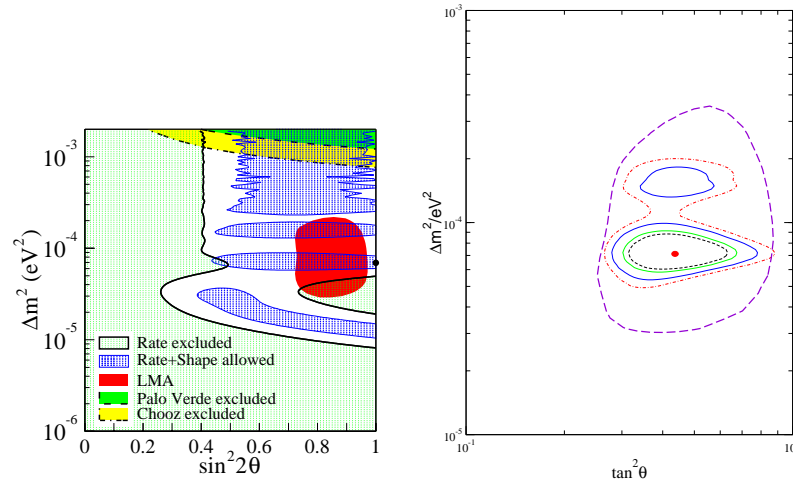 10⁻³
10⁻⁴
10⁻⁵
10⁻⁶
Δm² (eV²)
Rate excluded
Rate+Shape allowed
LMA
Palo Verde excluded
Chooz excluded
0 0.2 0.4 0.6 0.8 1
sin²2θ
10⁻³
10⁻⁴
10⁻⁵
Δm²/eV²
10⁻¹ 10⁰
tan²θ